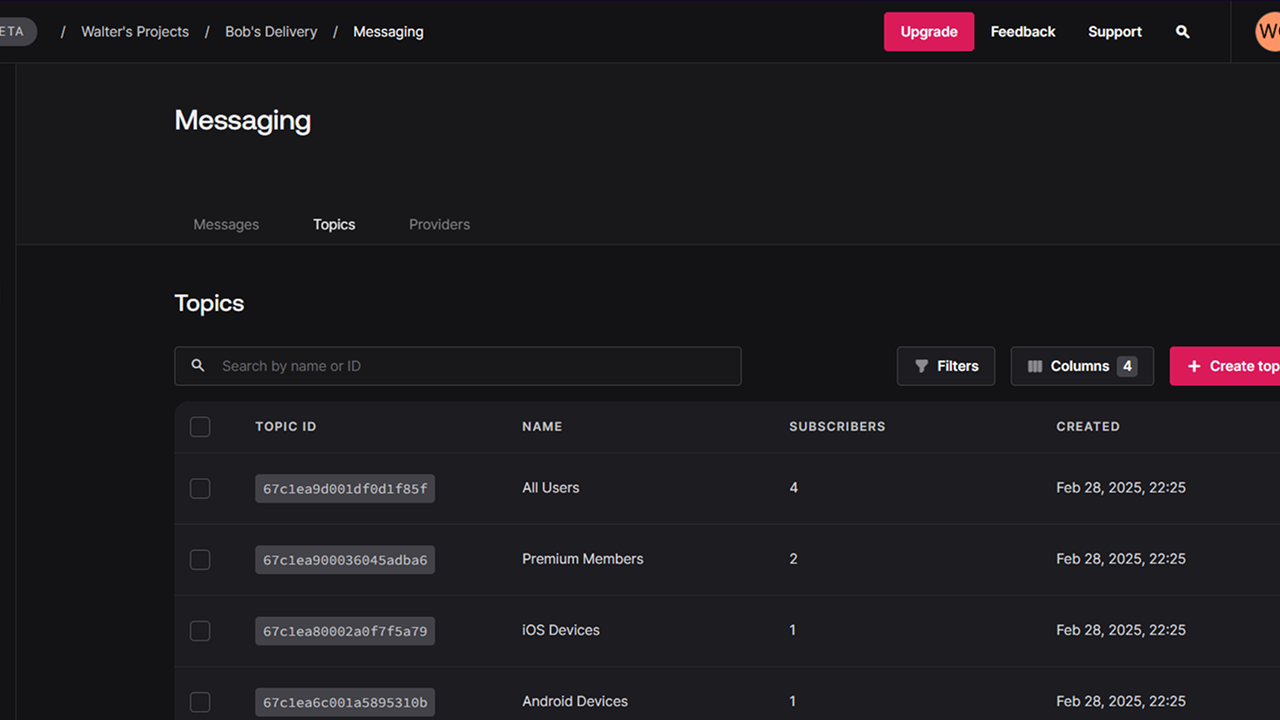 ETA / Walter's Projects / Bob's Delivery / Messaging Upgrade Feedback Support W
Messaging
Messages Topics Providers
Topics
Search by name or ID Filters Columns 4 + Create top
TOPIC ID NAME SUBSCRIBERS CREATED
67c1ea9d001df0d1f85f All Users 4 Feb 28, 2025, 22:25
67c1ea900036045adba6 Premium Members 2 Feb 28, 2025, 22:25
67c1ea80002a0f7f5a79 iOS Devices 1 Feb 28, 2025, 22:25
67c1ea6c001a5895310b Android Devices 1 Feb 28, 2025, 22:25